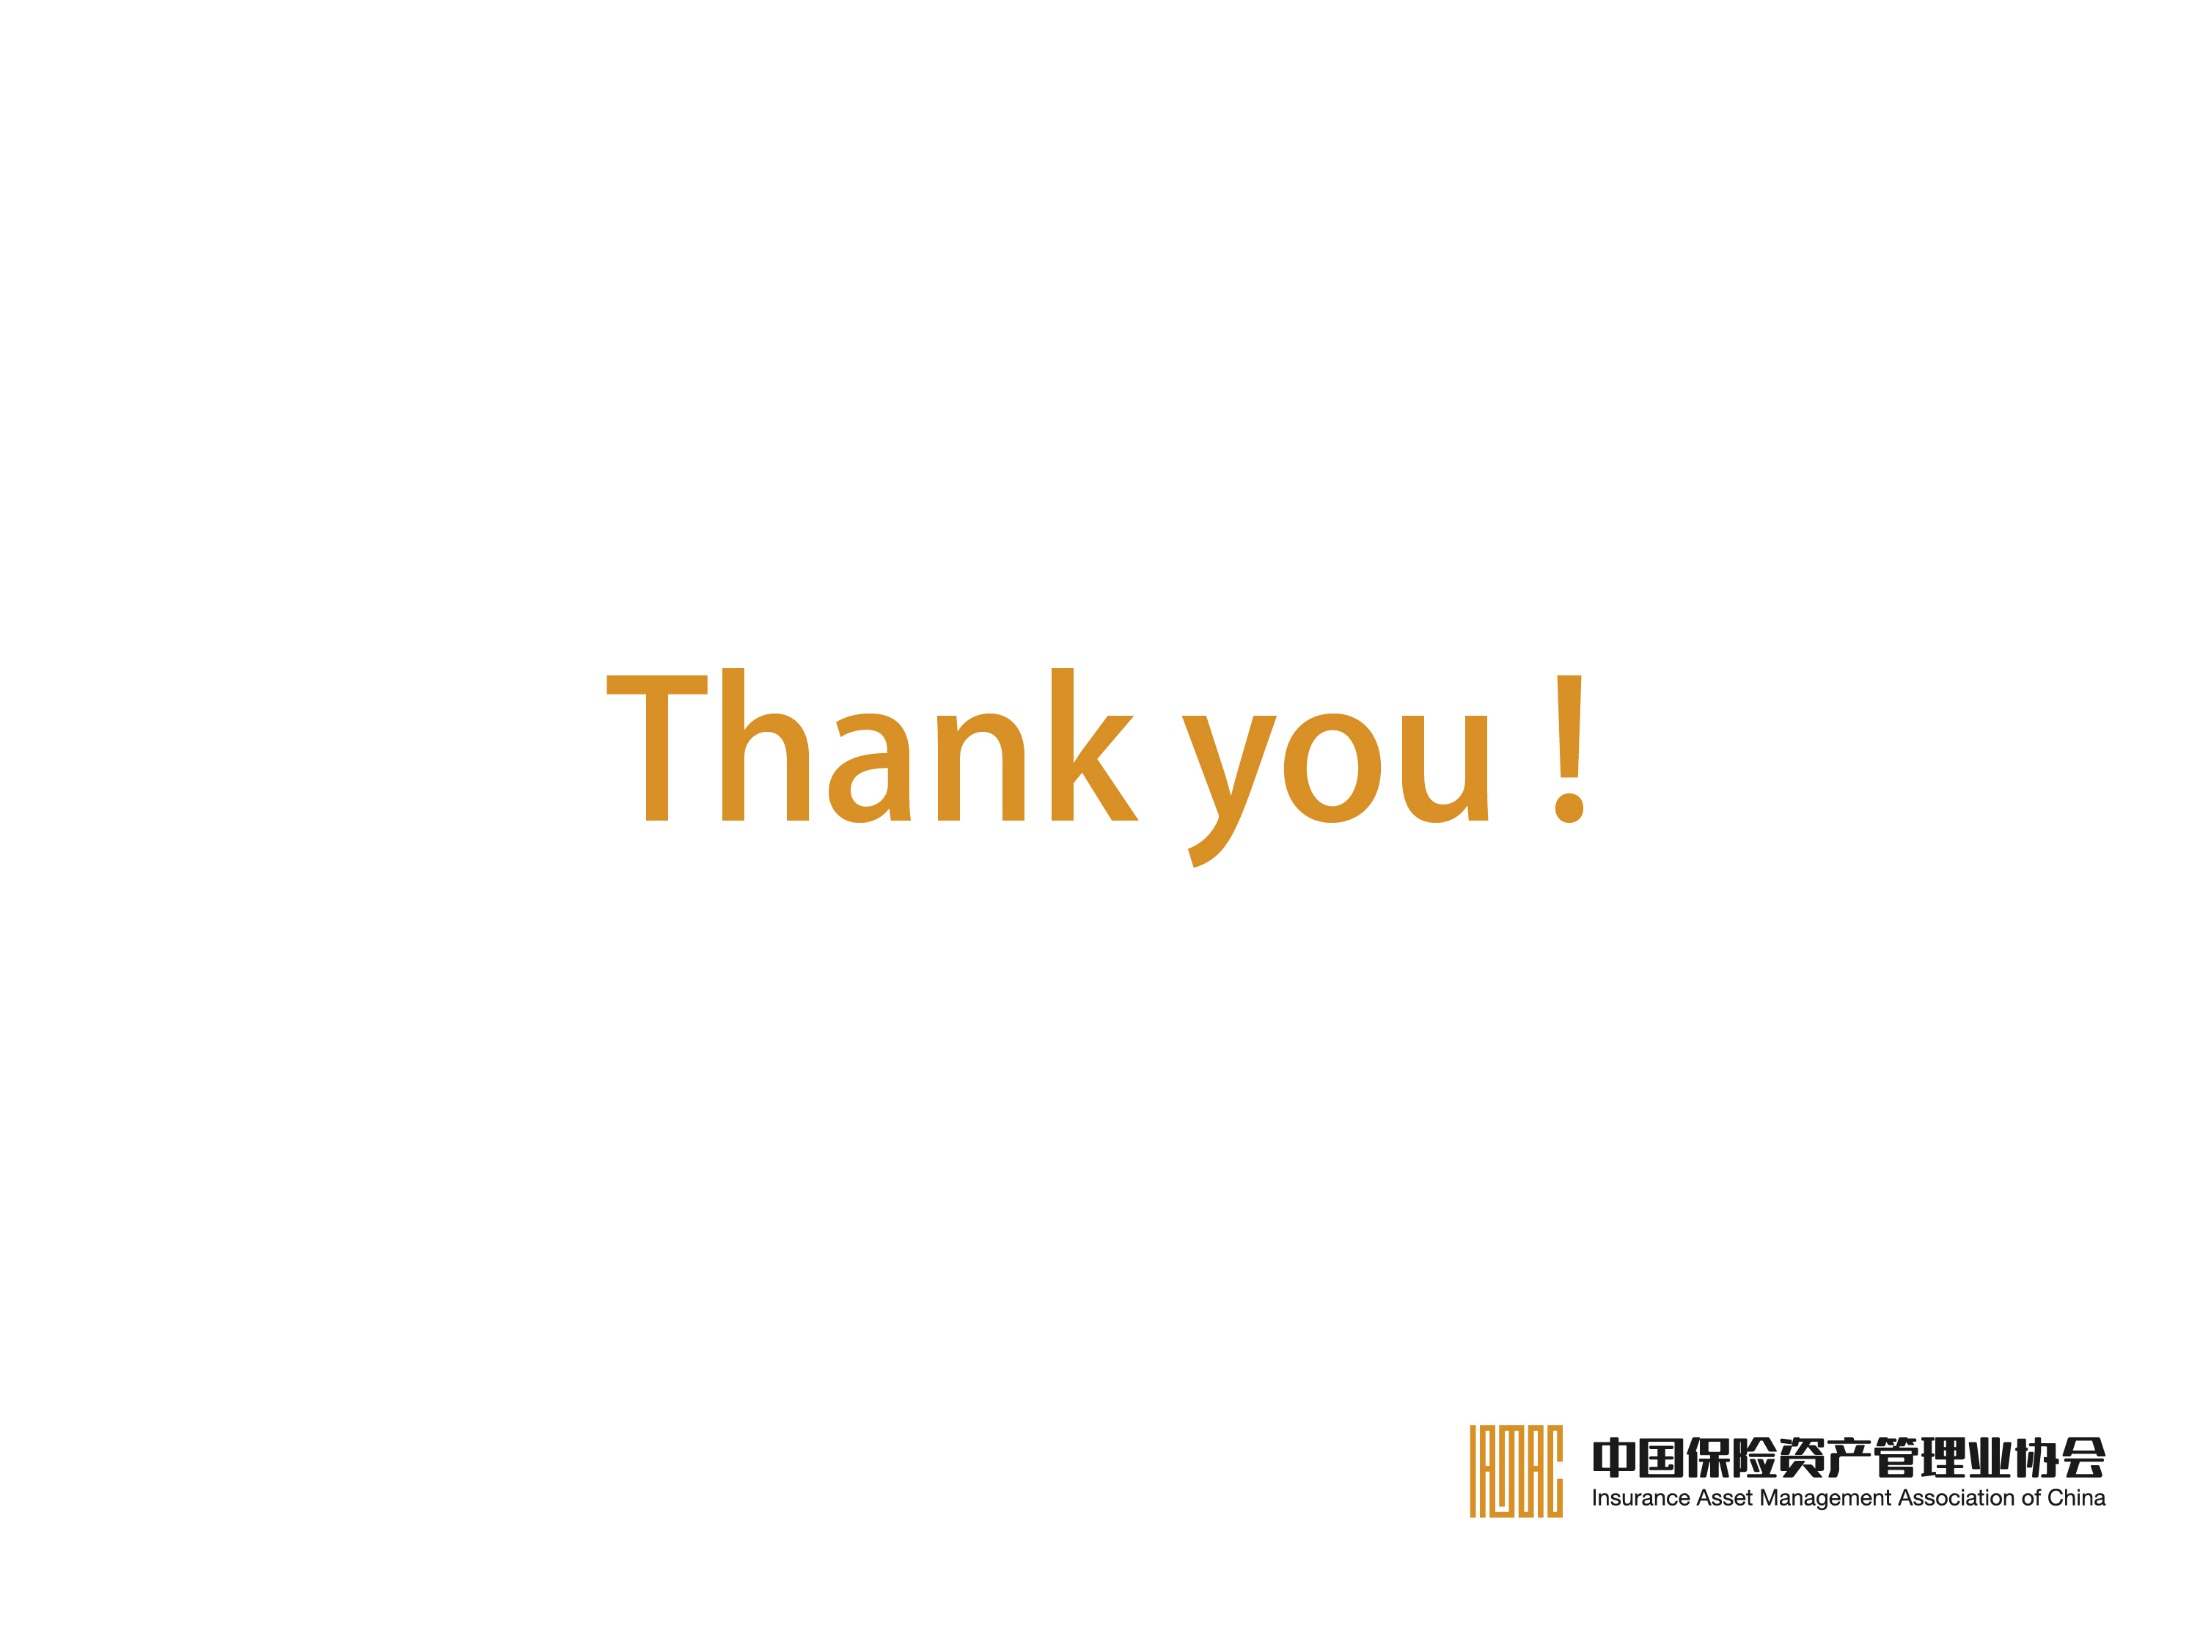 Thank you !
中国保险资产管理业协会
Insurance Asset Management Association of China